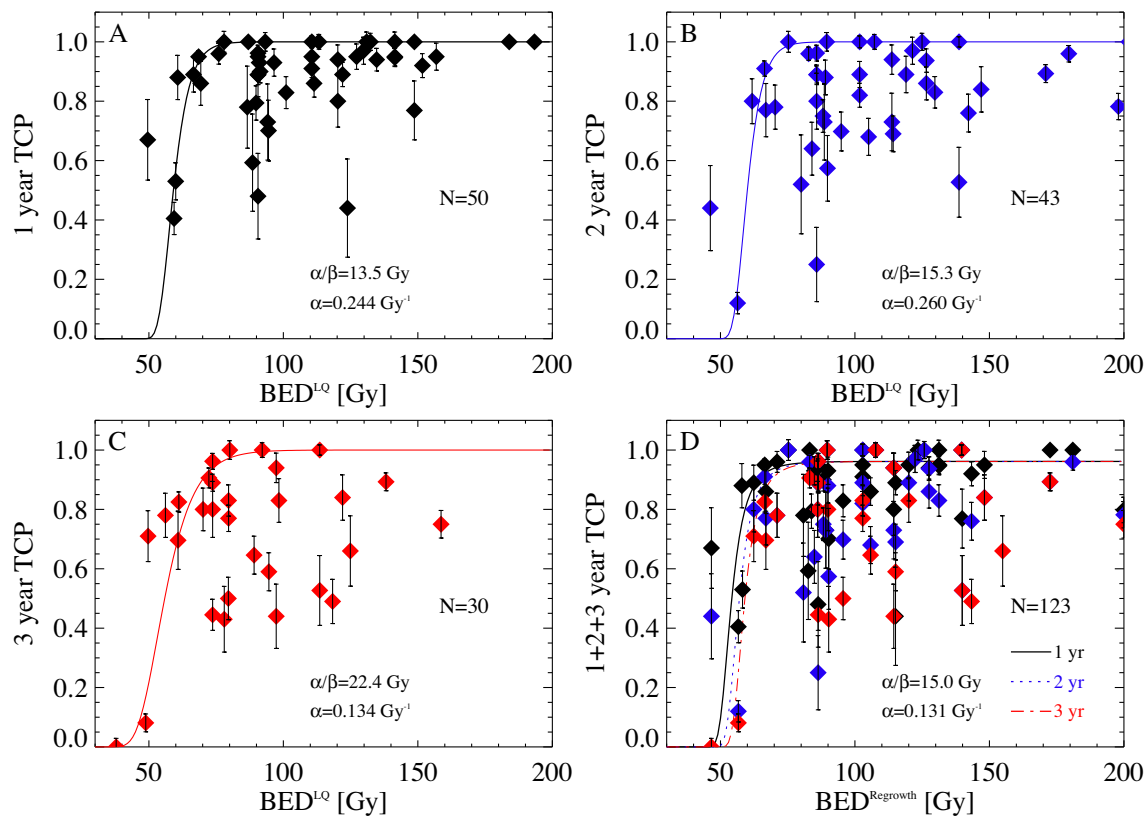 A
1.0
0.8
0.6
0.4
0.2
0.0
1 year TCP
N=50
α/β=13.5 Gy
α=0.244 Gy⁻¹
50 100 150 200
BED^LQ [Gy]
B
1.0
0.8
0.6
0.4
0.2
0.0
2 year TCP
N=43
α/β=15.3 Gy
α=0.260 Gy⁻¹
50 100 150 200
BED^LQ [Gy]
C
1.0
0.8
0.6
0.4
0.2
0.0
3 year TCP
N=30
α/β=22.4 Gy
α=0.134 Gy⁻¹
50 100 150 200
BED^LQ [Gy]
D
1.0
0.8
0.6
0.4
0.2
0.0
1+2+3 year TCP
N=123
1 yr
2 yr
3 yr
α/β=15.0 Gy
α=0.131 Gy⁻¹
50 100 150 200
BED^Regrowth [Gy]